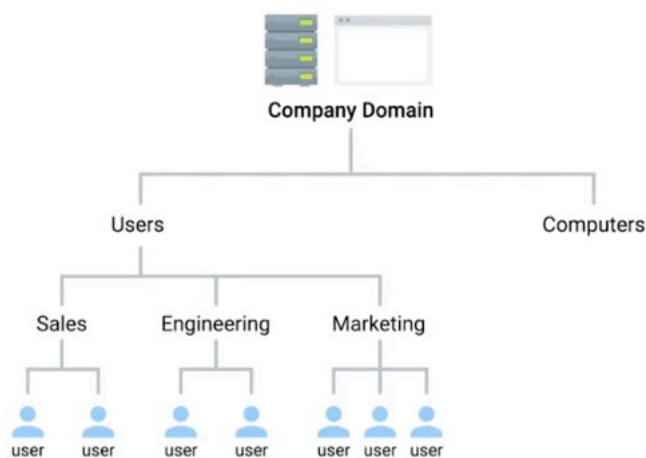 Company Domain
Users Computers
Sales Engineering Marketing
user user user user user user user